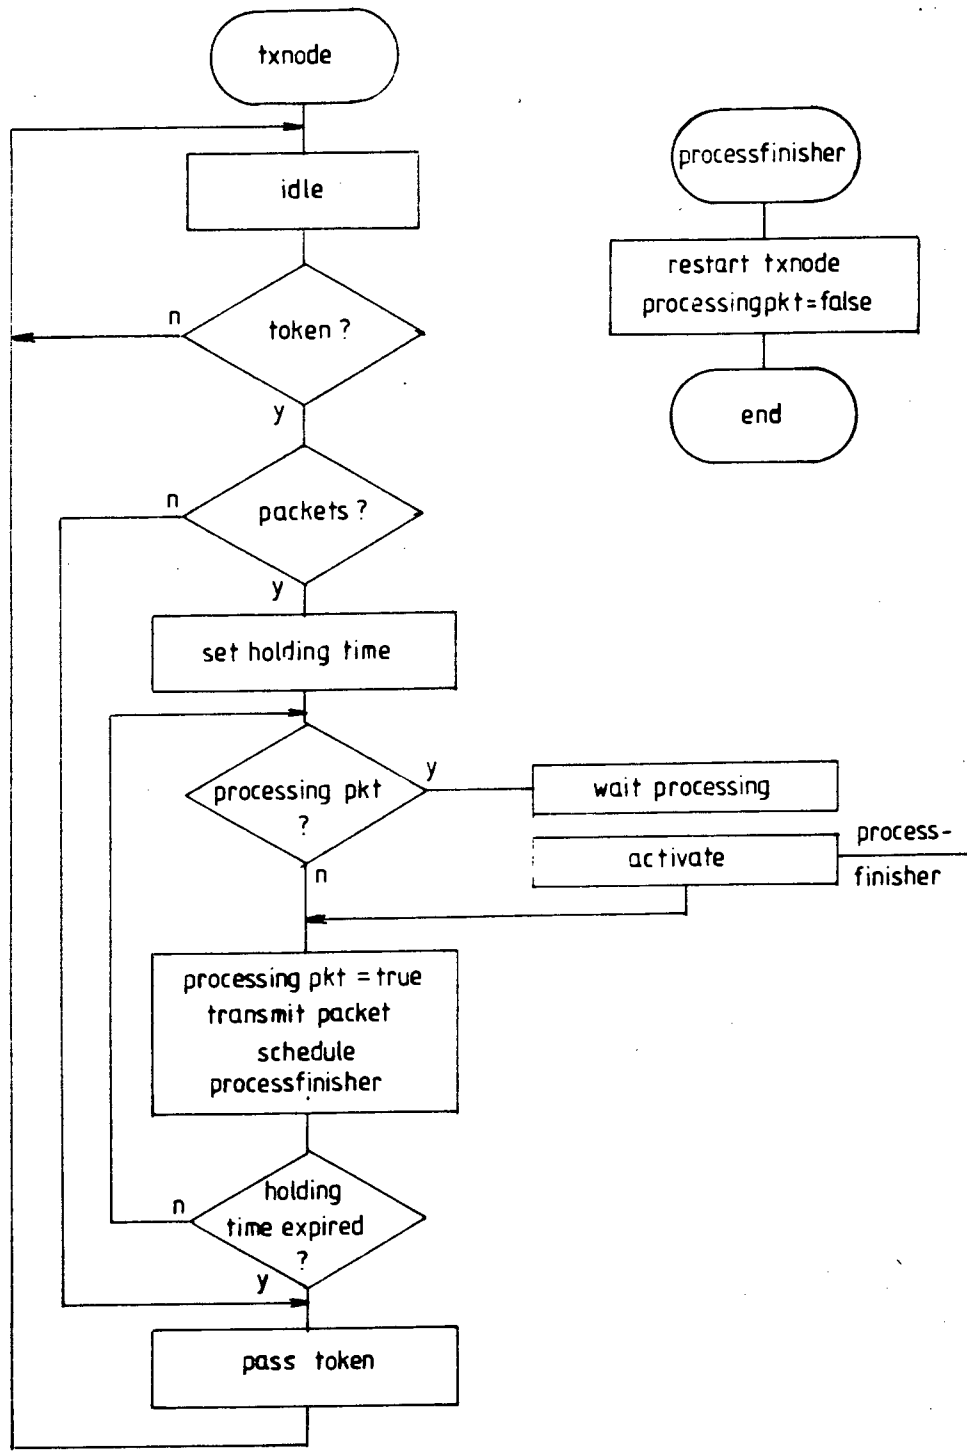 txnode
idle
token ?
n
y
packets ?
n
y
set holding time
processing pkt
?
y
n
wait processing
activate
process-
finisher
processing pkt = true
transmit packet
schedule
processfinisher
holding
time expired
?
n
y
pass token
processfinisher
restart txnode
processingpkt=false
end